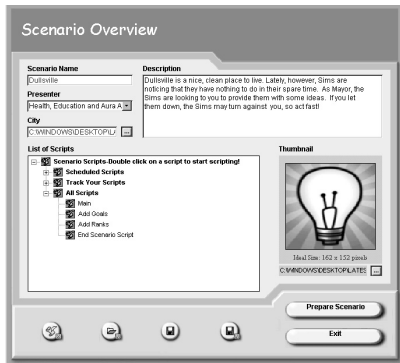 Scenario Overview
Scenario Name
Dullsville
Presenter
Health, Education and Aura A
City
C:\WINDOWS\DESKTOP\L
...
Description
Dullsville is a nice, clean place to live. Lately, however, Sims are
noticing that they have nothing to do in their spare time. As Mayor, the
Sims are looking to you to provide them with some ideas. If you let
them down, the Sims may turn against you, so act fast!
List of Scripts
Scenario Scripts-Double click on a script to start scripting!
Scheduled Scripts
Track Your Scripts
All Scripts
Main
Add Goals
Add Ranks
End Scenario Script
Thumbnail
Ideal Size: 162 x 152 pixels
C:\WINDOWS\DESKTOP\LATES
...
Prepare Scenario
Exit